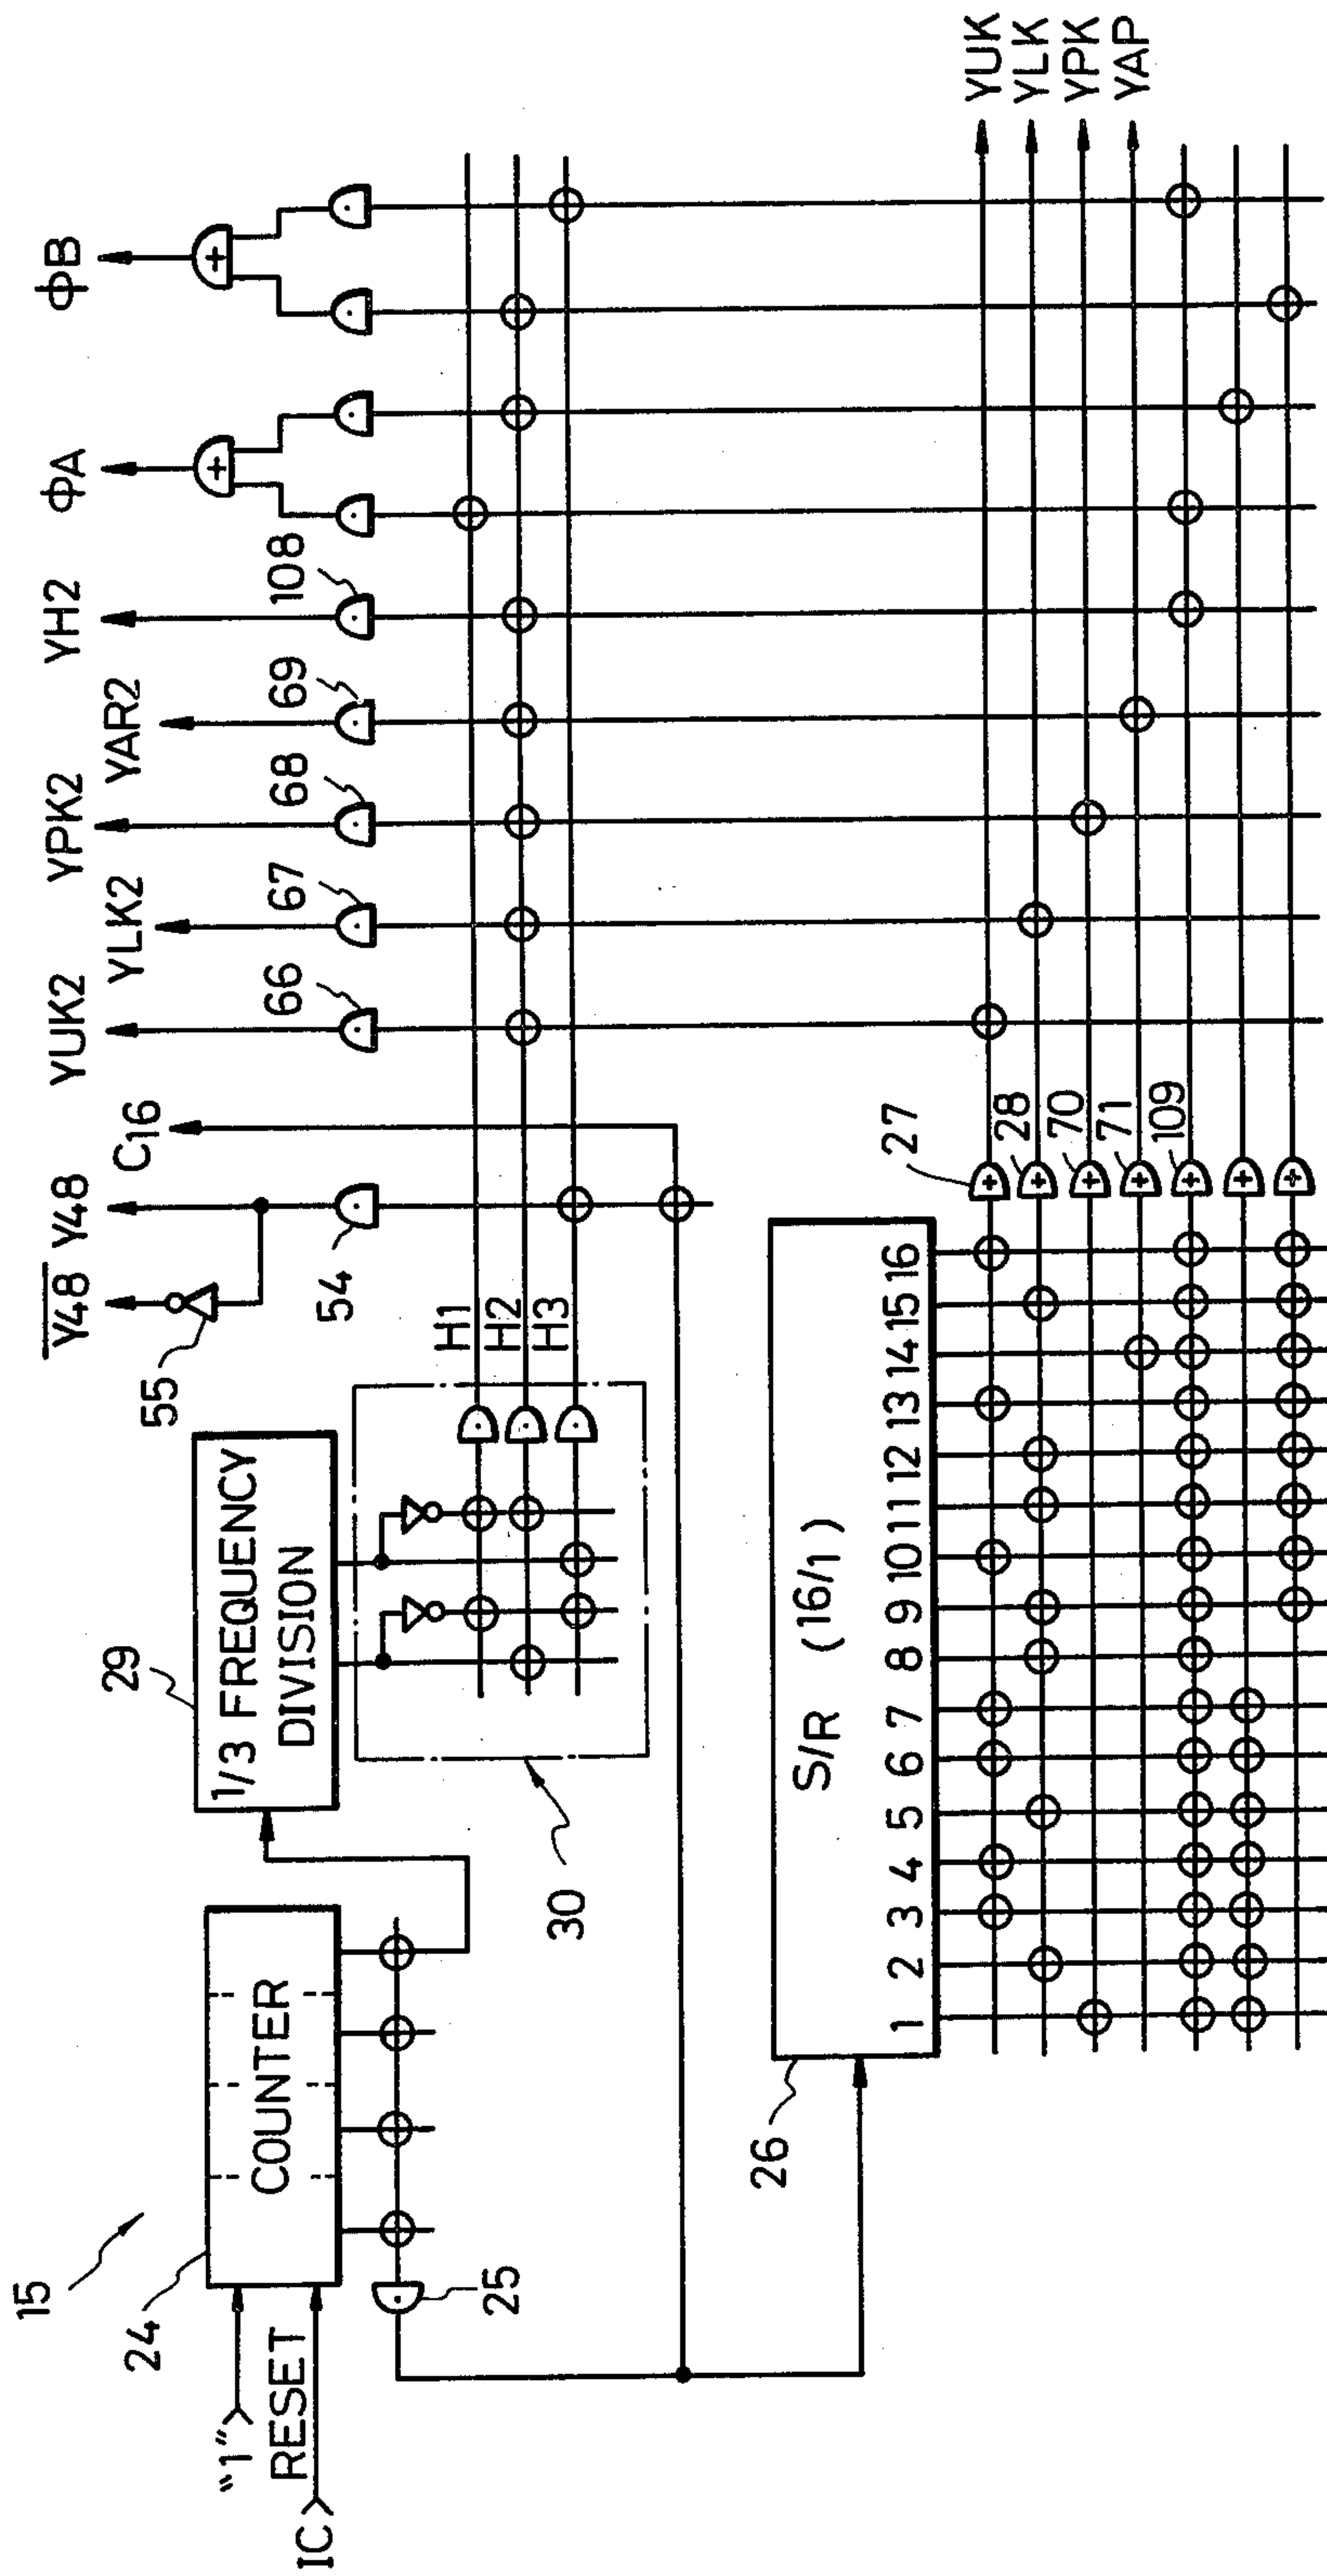 15
24
"1"
RESET
IC
COUNTER
25
29
1/3 FREQUENCY
DIVISION
30
H1
H2
H3
55
54
Y48
Y48
C16
YUK2
YLK2
YPK2
YAR2
YH2
ΦA
ΦB
66
67
68
69
108
26
S/R (16/1)
1 2 3 4 5 6 7 8 9 10 11 12 13 14 15 16
27
28
70
71
109
YUK
YLK
YPK
YAP